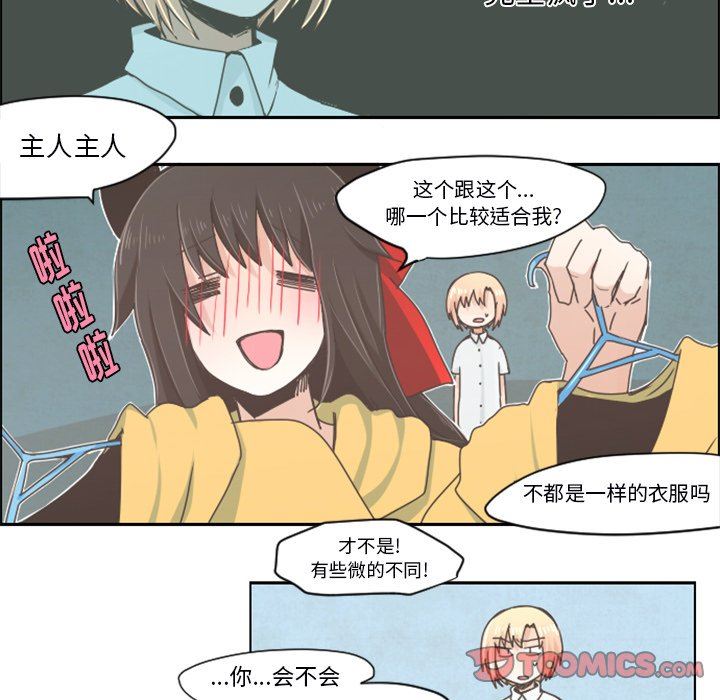 主人主人
这个跟这个...
哪一个比较适合我?
啦
啦
啦
不都是一样的衣服吗
才不是!
有些微的不同!
...你...会不会
TOOMICS.COM